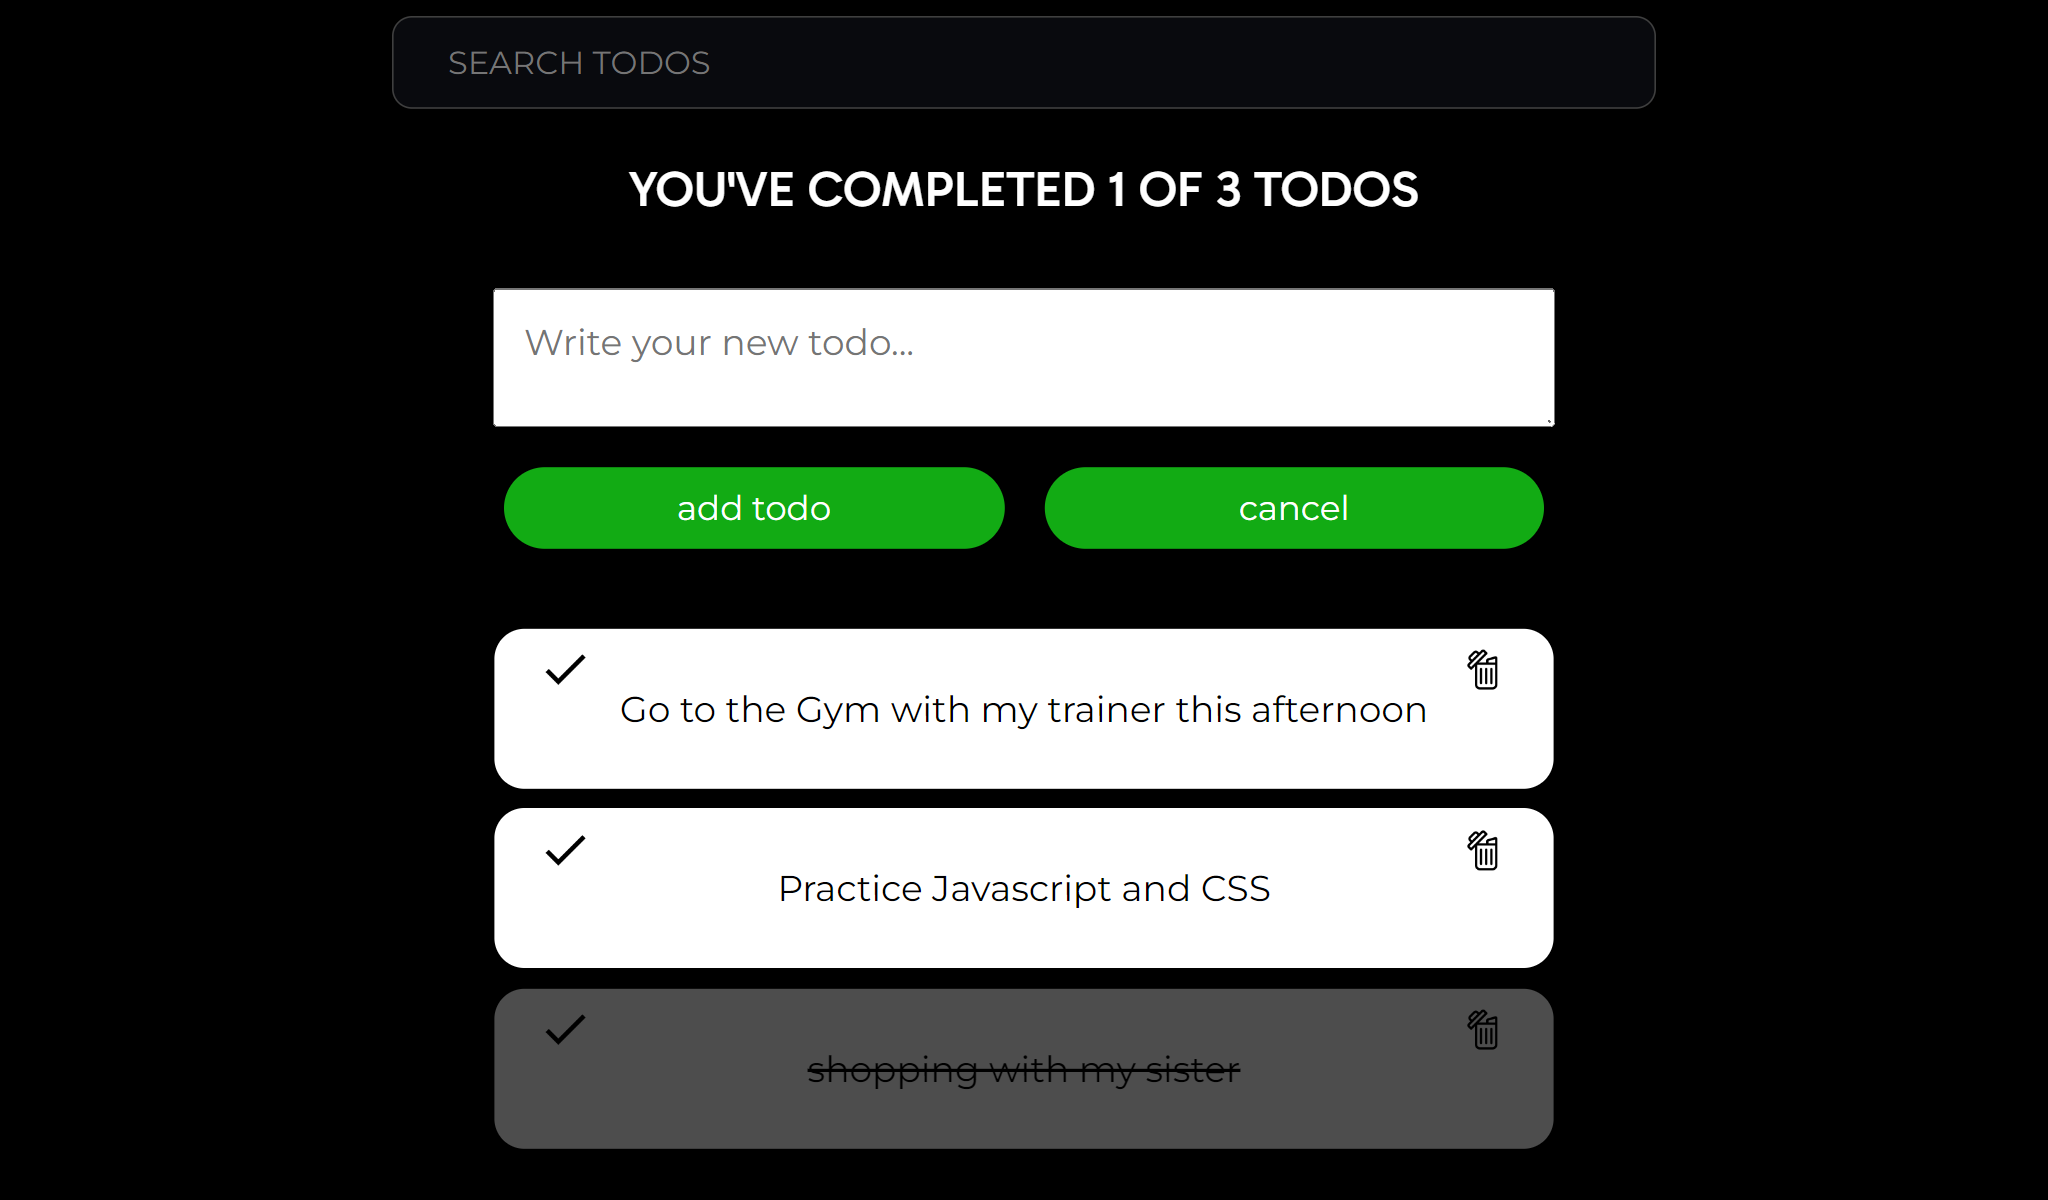 SEARCH TODOS
YOU'VE COMPLETED 1 OF 3 TODOS
Write your new todo...
add todo
cancel
Go to the Gym with my trainer this afternoon
Practice Javascript and CSS
shopping with my sister